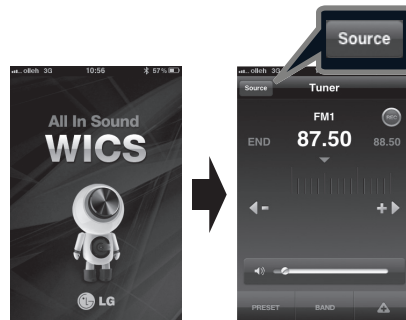 olleh 3G 10:56 57%
All In Sound
WICS
LG
Source
olleh 3G
Source Tuner
FM1 REC
END 87.50 88.50
- +
PRESET BAND